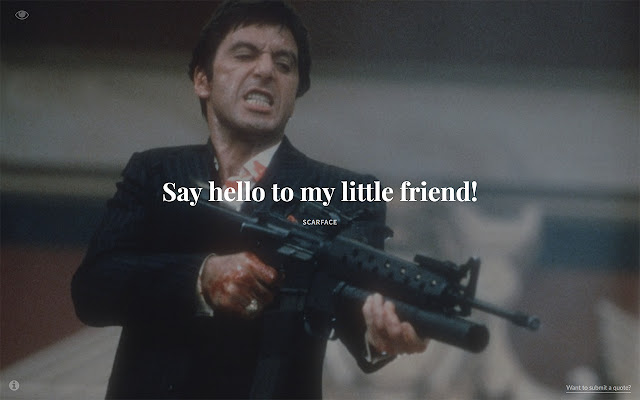 Say hello to my little friend!
SCARFACE
Want to submit a quote?